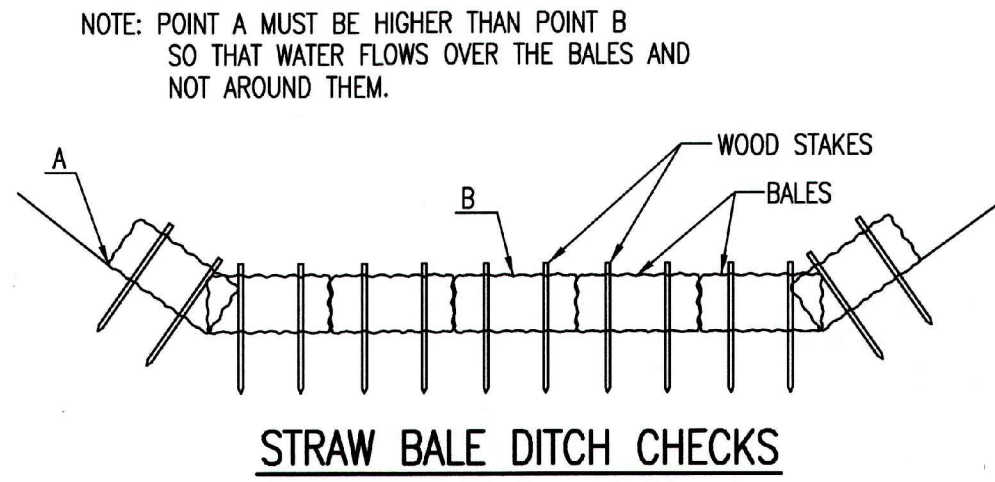 NOTE: POINT A MUST BE HIGHER THAN POINT B
SO THAT WATER FLOWS OVER THE BALES AND
NOT AROUND THEM.
A
B
WOOD STAKES
BALES
STRAW BALE DITCH CHECKS